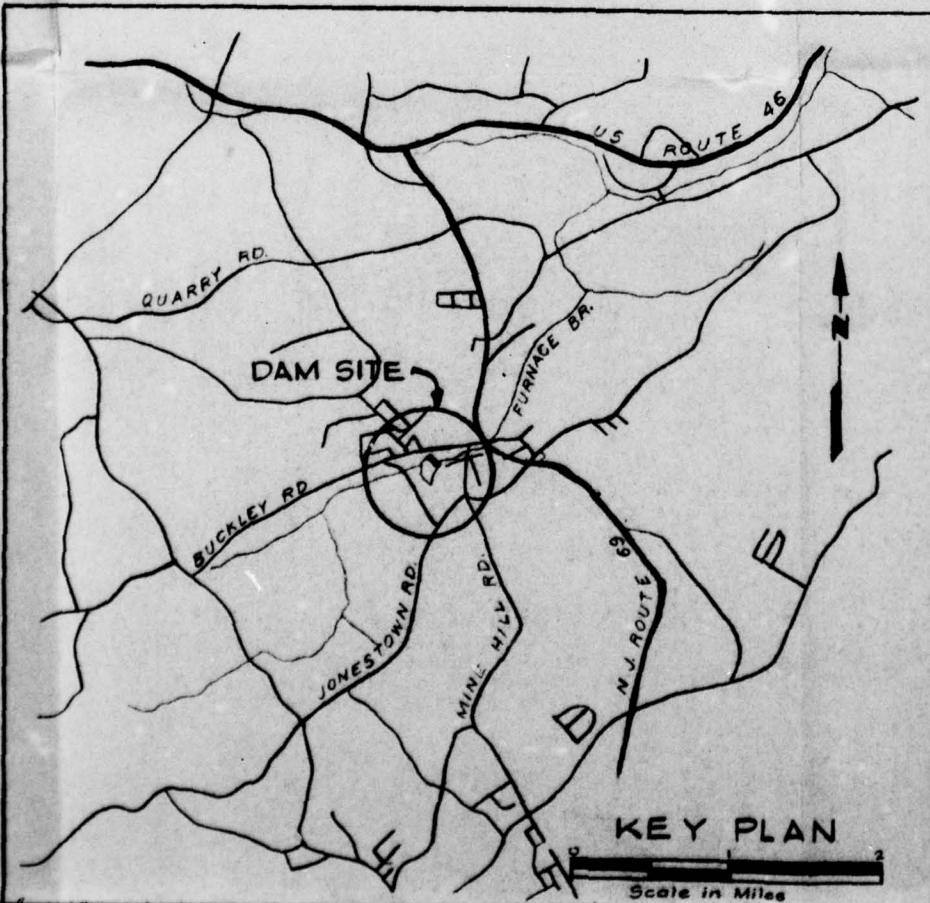 US ROUTE 46
QUARRY RD.
N
FURNACE BR.
DAM SITE
BUCKLEY RD
JONESTOWN RD.
MINE HILL RD.
N.J. ROUTE 69
KEY PLAN
0 1 2
Scale in Miles